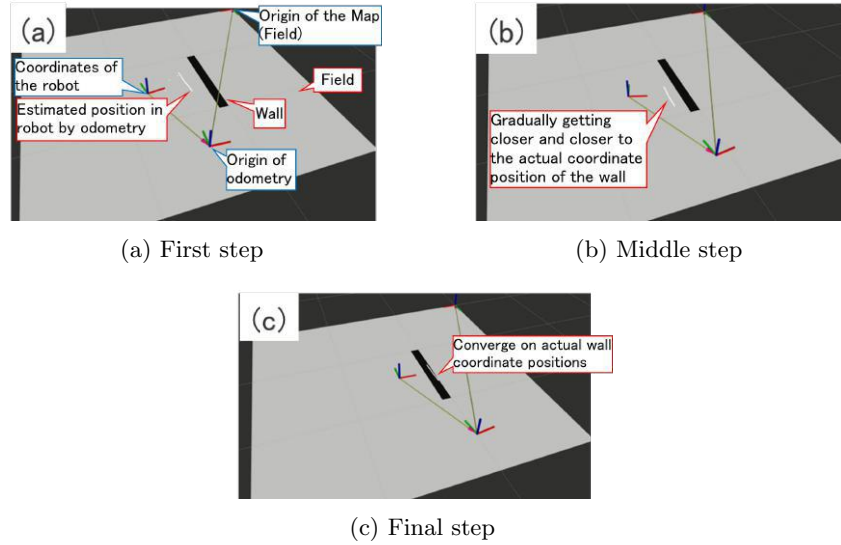 (a)
Origin of the Map
(Field)
Coordinates of
the robot
Field
Estimated position in
robot by odometry
Wall
Origin of
odometry
(a) First step
(b)
Gradually getting
closer and closer to
the actual coordinate
position of the wall
(b) Middle step
(c)
Converge on actual wall
coordinate positions
(c) Final step